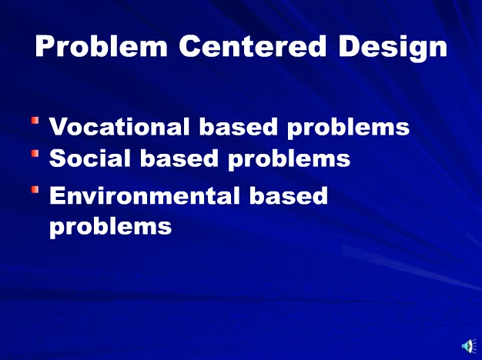 Problem Centered Design
Vocational based problems
Social based problems
Environmental based
problems